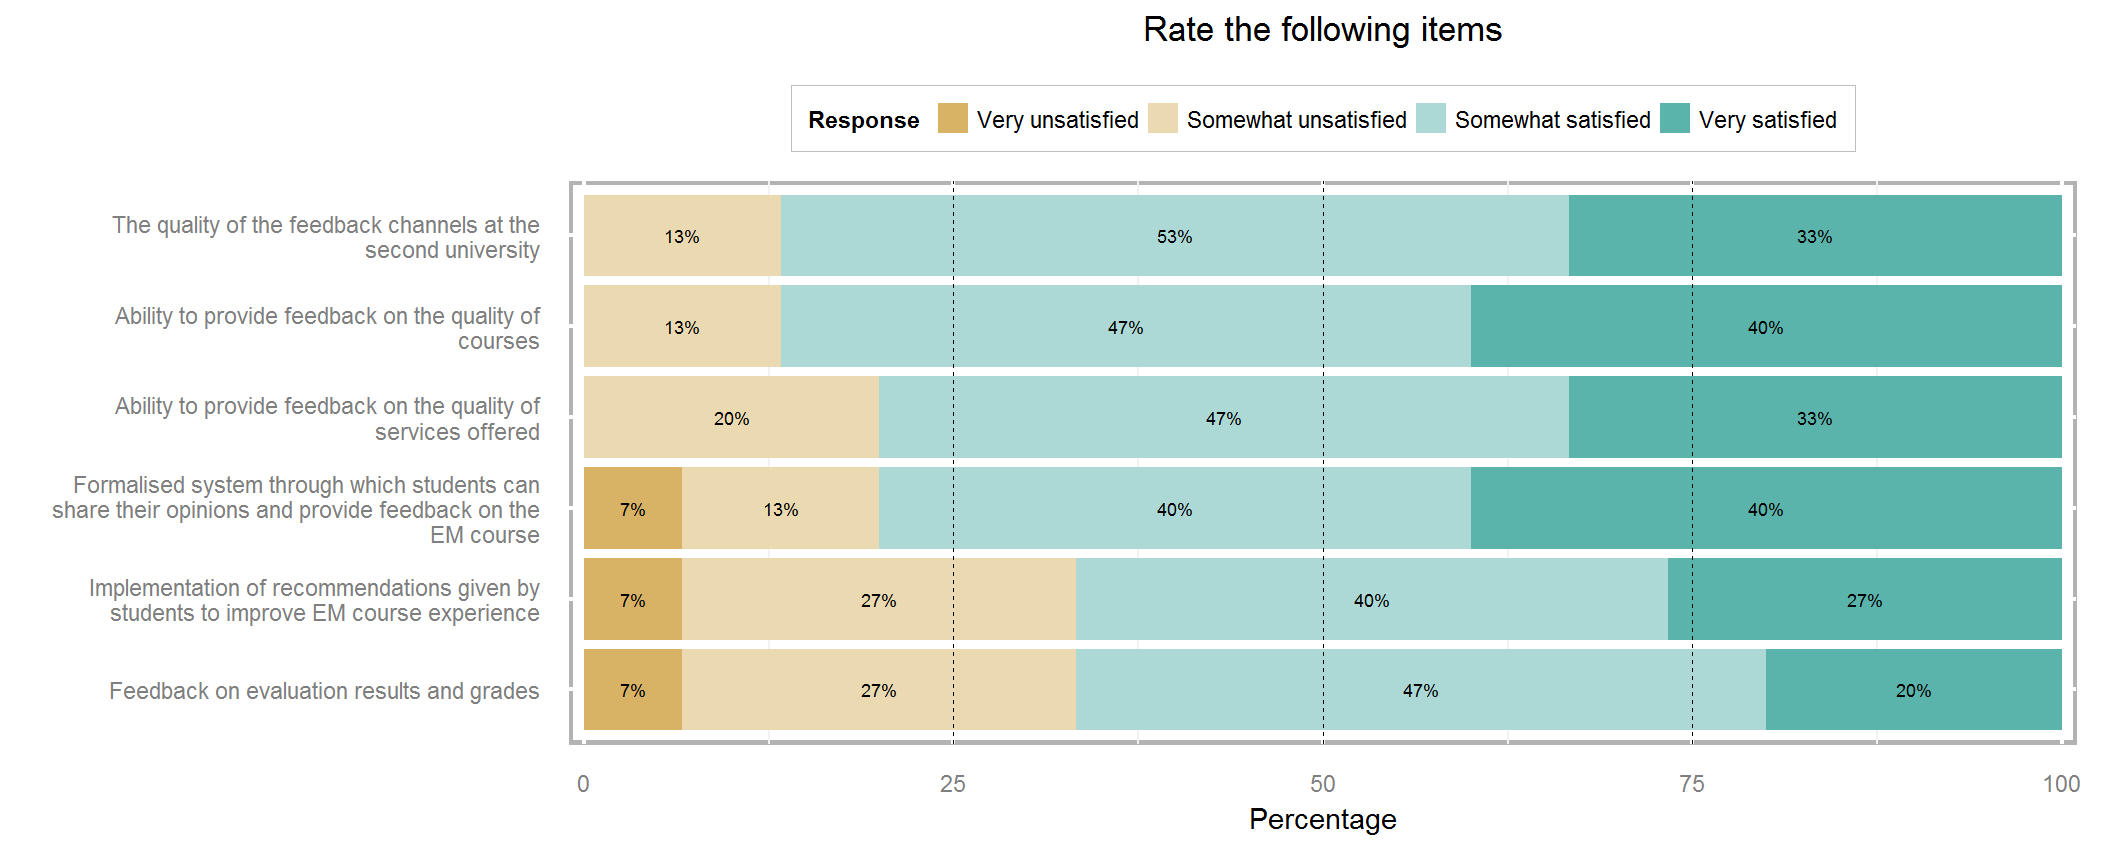 Rate the following items
Response Very unsatisfied Somewhat unsatisfied Somewhat satisfied Very satisfied
The quality of the feedback channels at the
second university
13% 53% 33%
Ability to provide feedback on the quality of
courses
13% 47% 40%
Ability to provide feedback on the quality of
services offered
20% 47% 33%
Formalised system through which students can
share their opinions and provide feedback on the
EM course
7% 13% 40% 40%
Implementation of recommendations given by
students to improve EM course experience
7% 27% 40% 27%
Feedback on evaluation results and grades
7% 27% 47% 20%
0 25 50 75 100
Percentage